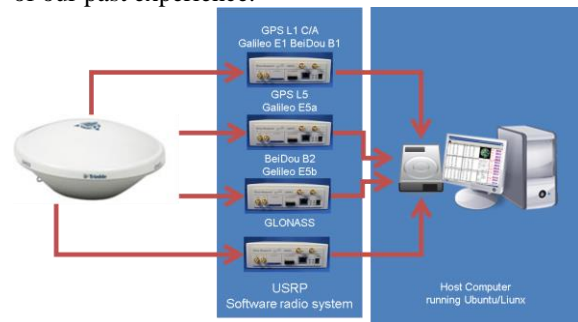 of our past experience.
GPS L1 C/A
Galileo E1 BeiDou B1
GPS L5
Galileo E5a
BeiDou B2
Gelileo E5b
GLONASS
USRP
Software radio system
Host Computer
running Ubuntu/Liunx